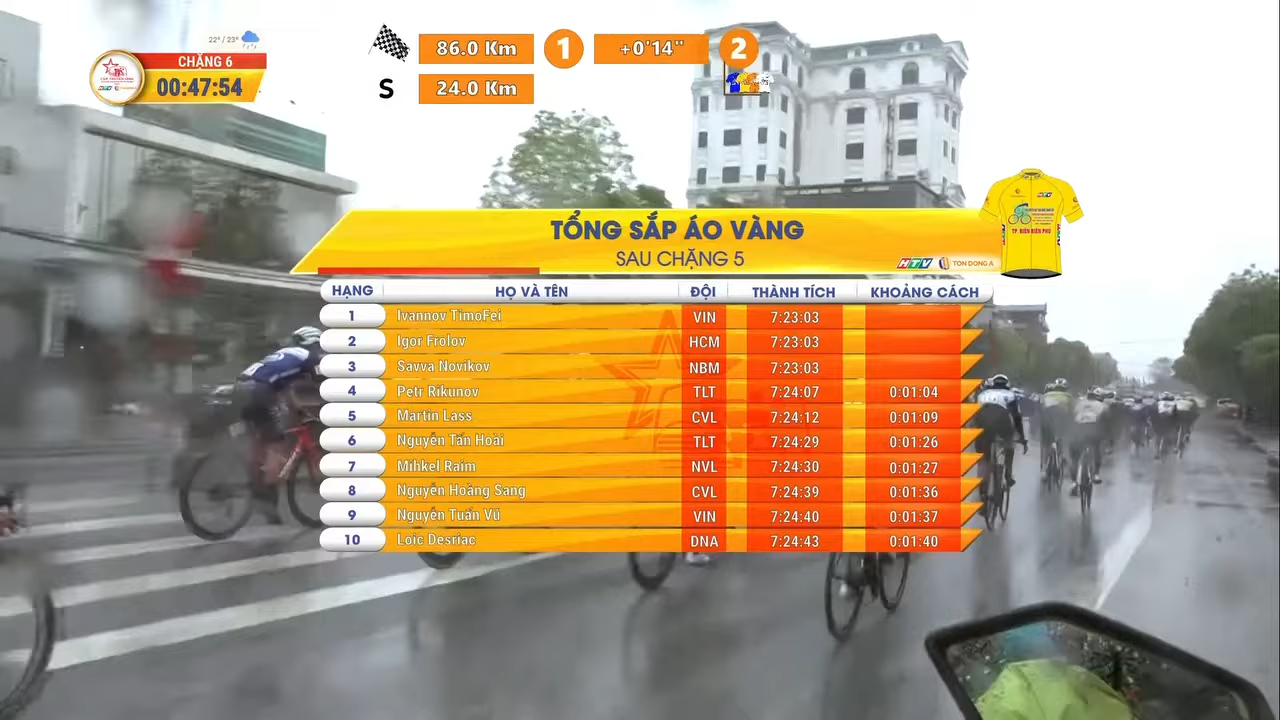 22° / 23°
CHẶNG 6
00:47:54
86.0 Km 1 +0'14" 2
S 24.0 Km
TỔNG SẮP ÁO VÀNG
SAU CHẶNG 5
HTV TON DONG A
TP. ĐIỆN BIÊN PHỦ
HẠNG HỌ VÀ TÊN ĐỘI THÀNH TÍCH KHOẢNG CÁCH
1 Ivannov TimoFei VIN 7:23:03
2 Igor Frolov HCM 7:23:03
3 Savva Novikov NBM 7:23:03
4 Petr Rikunov TLT 7:24:07 0:01:04
5 Martin Lass CVL 7:24:12 0:01:09
6 Nguyễn Tấn Hoài TLT 7:24:29 0:01:26
7 Mihkel Raim NVL 7:24:30 0:01:27
8 Nguyễn Hoàng Sang CVL 7:24:39 0:01:36
9 Nguyễn Tuấn Vũ VIN 7:24:40 0:01:37
10 Loic Desriac DNA 7:24:43 0:01:40